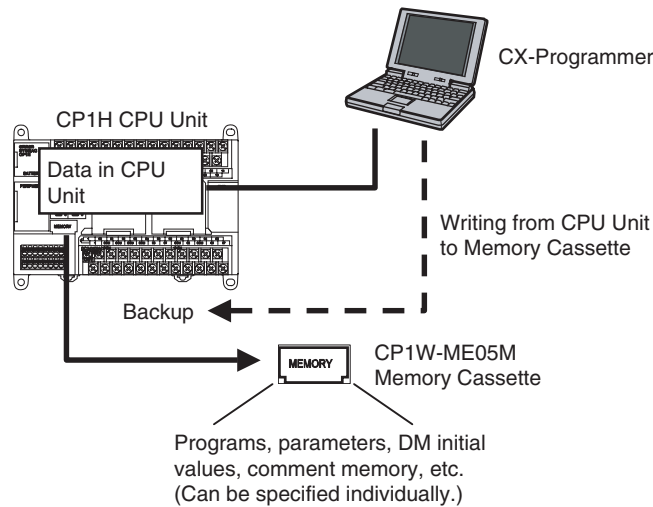 CX-Programmer
CP1H CPU Unit
Data in CPU
Unit
MEMORY
Writing from CPU Unit
to Memory Cassette
Backup
MEMORY
CP1W-ME05M
Memory Cassette
Programs, parameters, DM initial
values, comment memory, etc.
(Can be specified individually.)